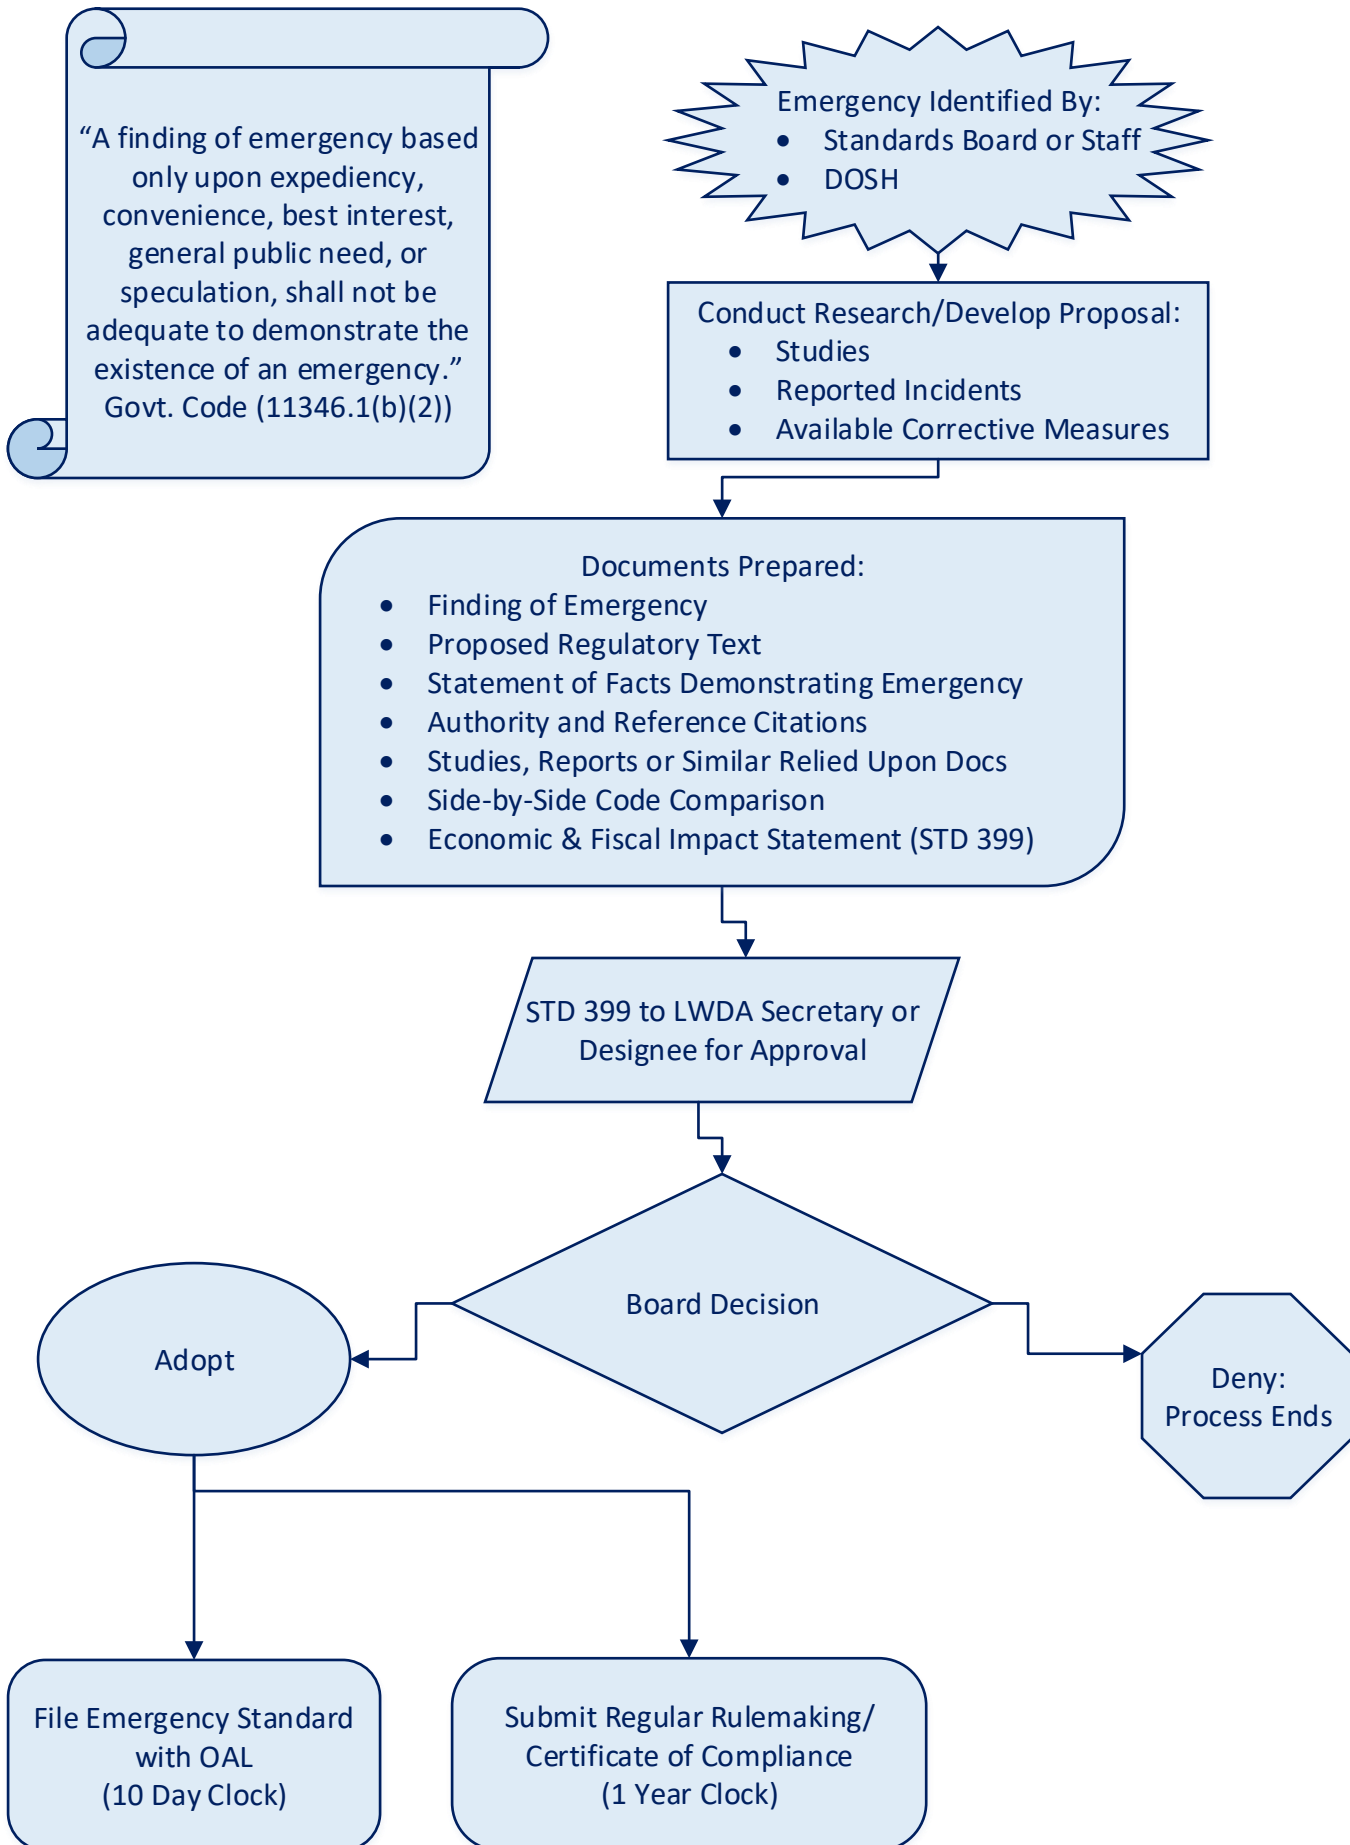 “A finding of emergency based
only upon expediency,
convenience, best interest,
general public need, or
speculation, shall not be
adequate to demonstrate the
existence of an emergency.”
Govt. Code (11346.1(b)(2))
Emergency Identified By:
• Standards Board or Staff
• DOSH
Conduct Research/Develop Proposal:
• Studies
• Reported Incidents
• Available Corrective Measures
Documents Prepared:
• Finding of Emergency
• Proposed Regulatory Text
• Statement of Facts Demonstrating Emergency
• Authority and Reference Citations
• Studies, Reports or Similar Relied Upon Docs
• Side-by-Side Code Comparison
• Economic & Fiscal Impact Statement (STD 399)
STD 399 to LWDA Secretary or
Designee for Approval
Board Decision
Adopt
Deny:
Process Ends
File Emergency Standard
with OAL
(10 Day Clock)
Submit Regular Rulemaking/
Certificate of Compliance
(1 Year Clock)